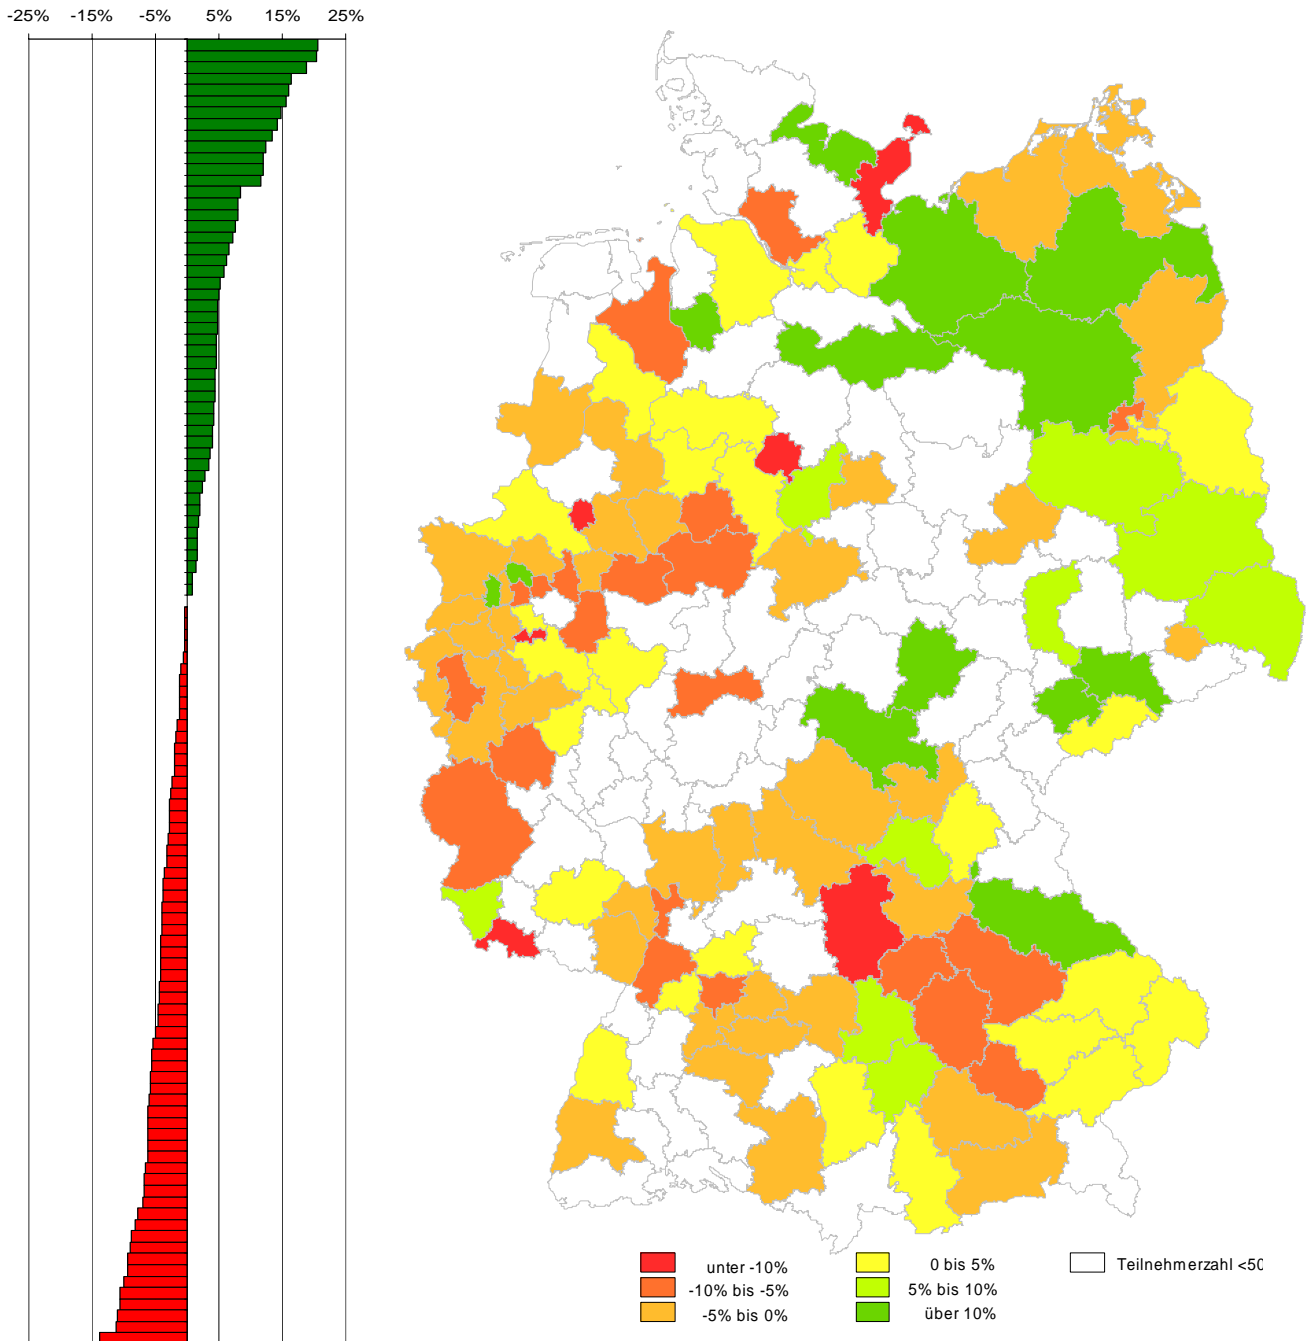 -25% -15% -5% 5% 15% 25%
unter -10% 0 bis 5% Teilnehmerzahl <50
-10% bis -5% 5% bis 10%
-5% bis 0% über 10%